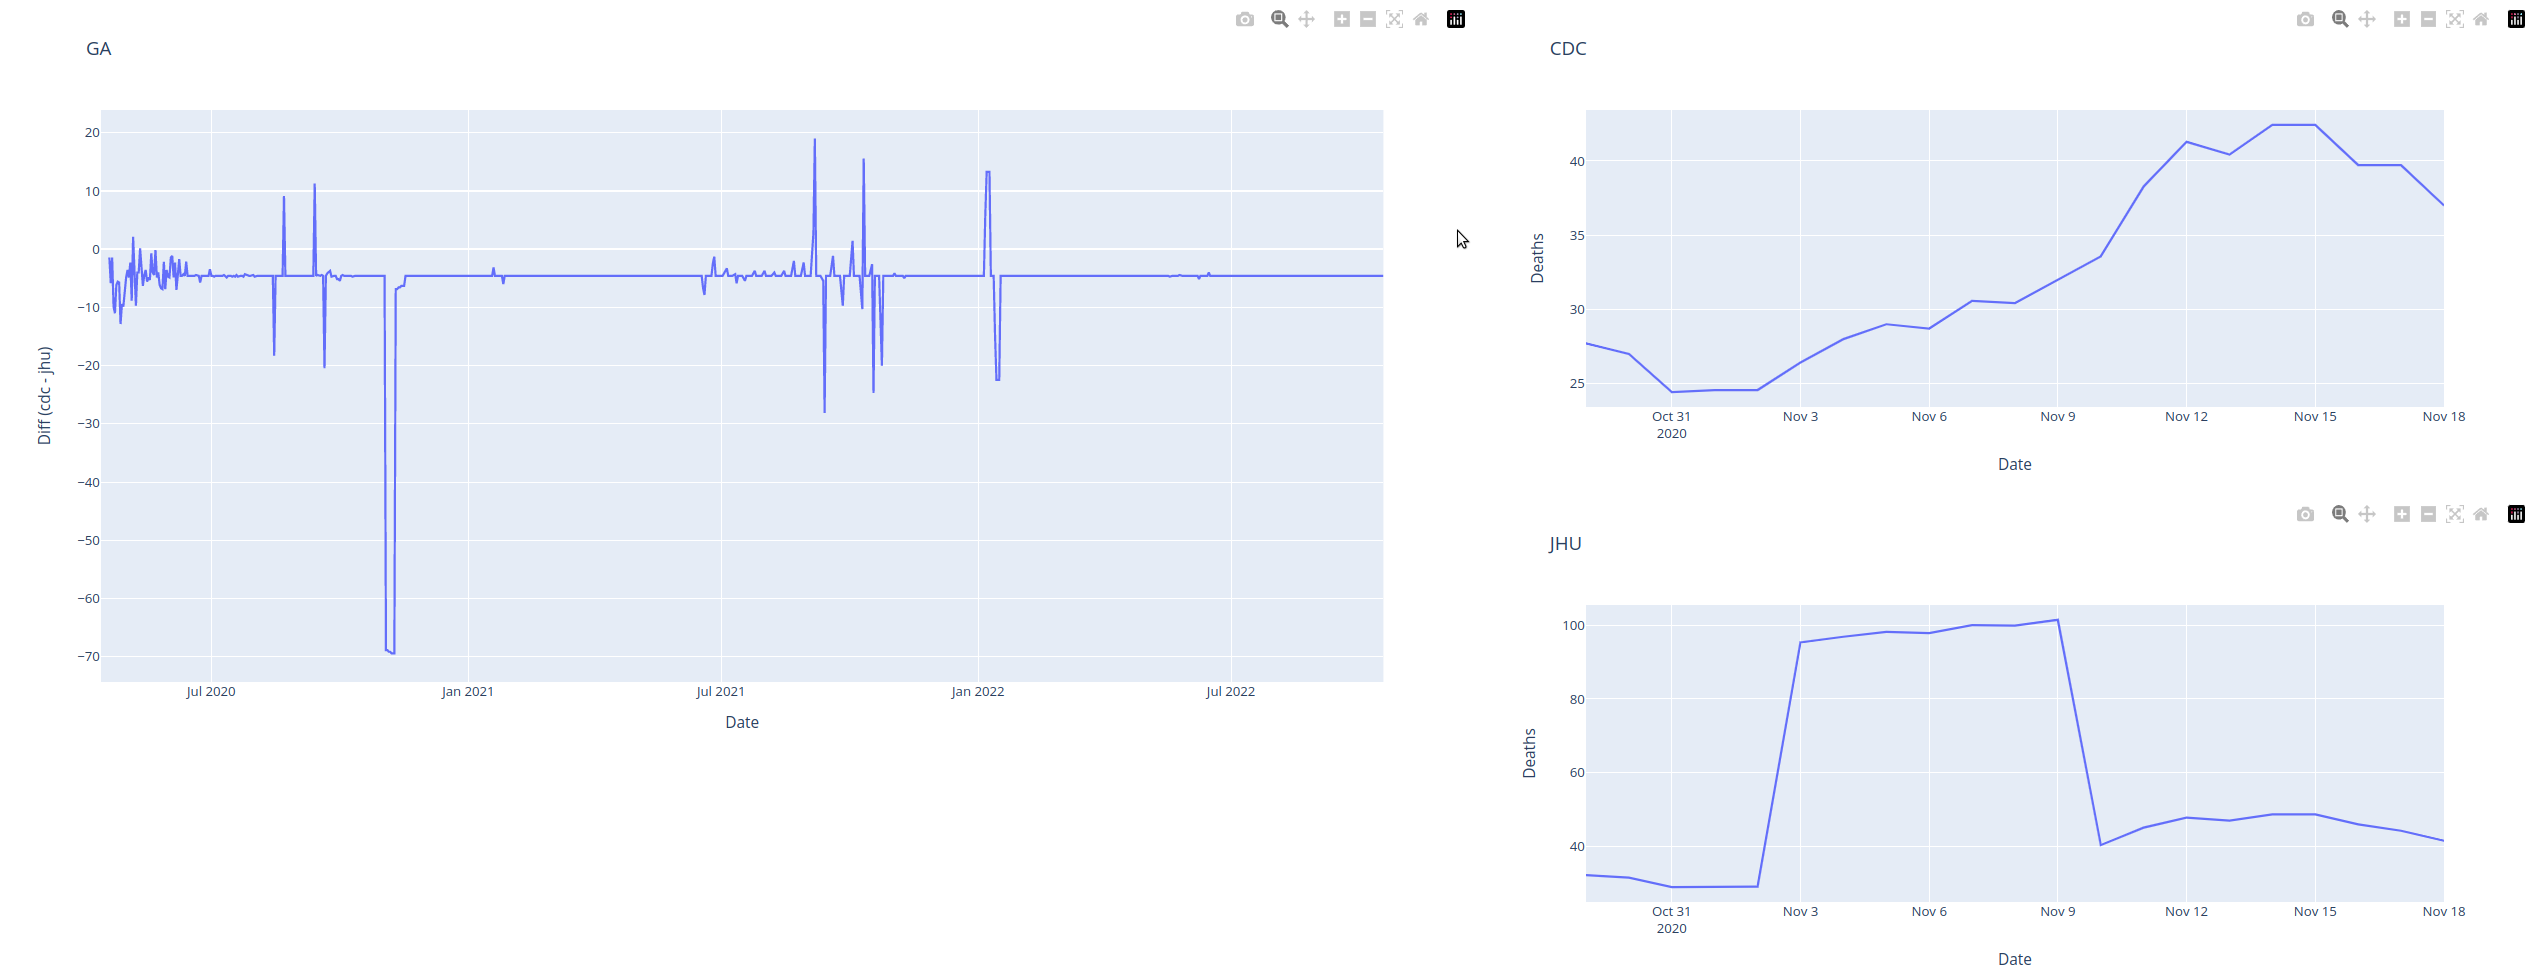 GA
20
10
0
−10
−20
−30
−40
−50
−60
−70
Diff (cdc - jhu)
Jul 2020
Jan 2021
Jul 2021
Jan 2022
Jul 2022
Date
CDC
40
35
30
25
Deaths
Oct 31
2020
Nov 3
Nov 6
Nov 9
Nov 12
Nov 15
Nov 18
Date
JHU
100
80
60
40
Deaths
Oct 31
2020
Nov 3
Nov 6
Nov 9
Nov 12
Nov 15
Nov 18
Date